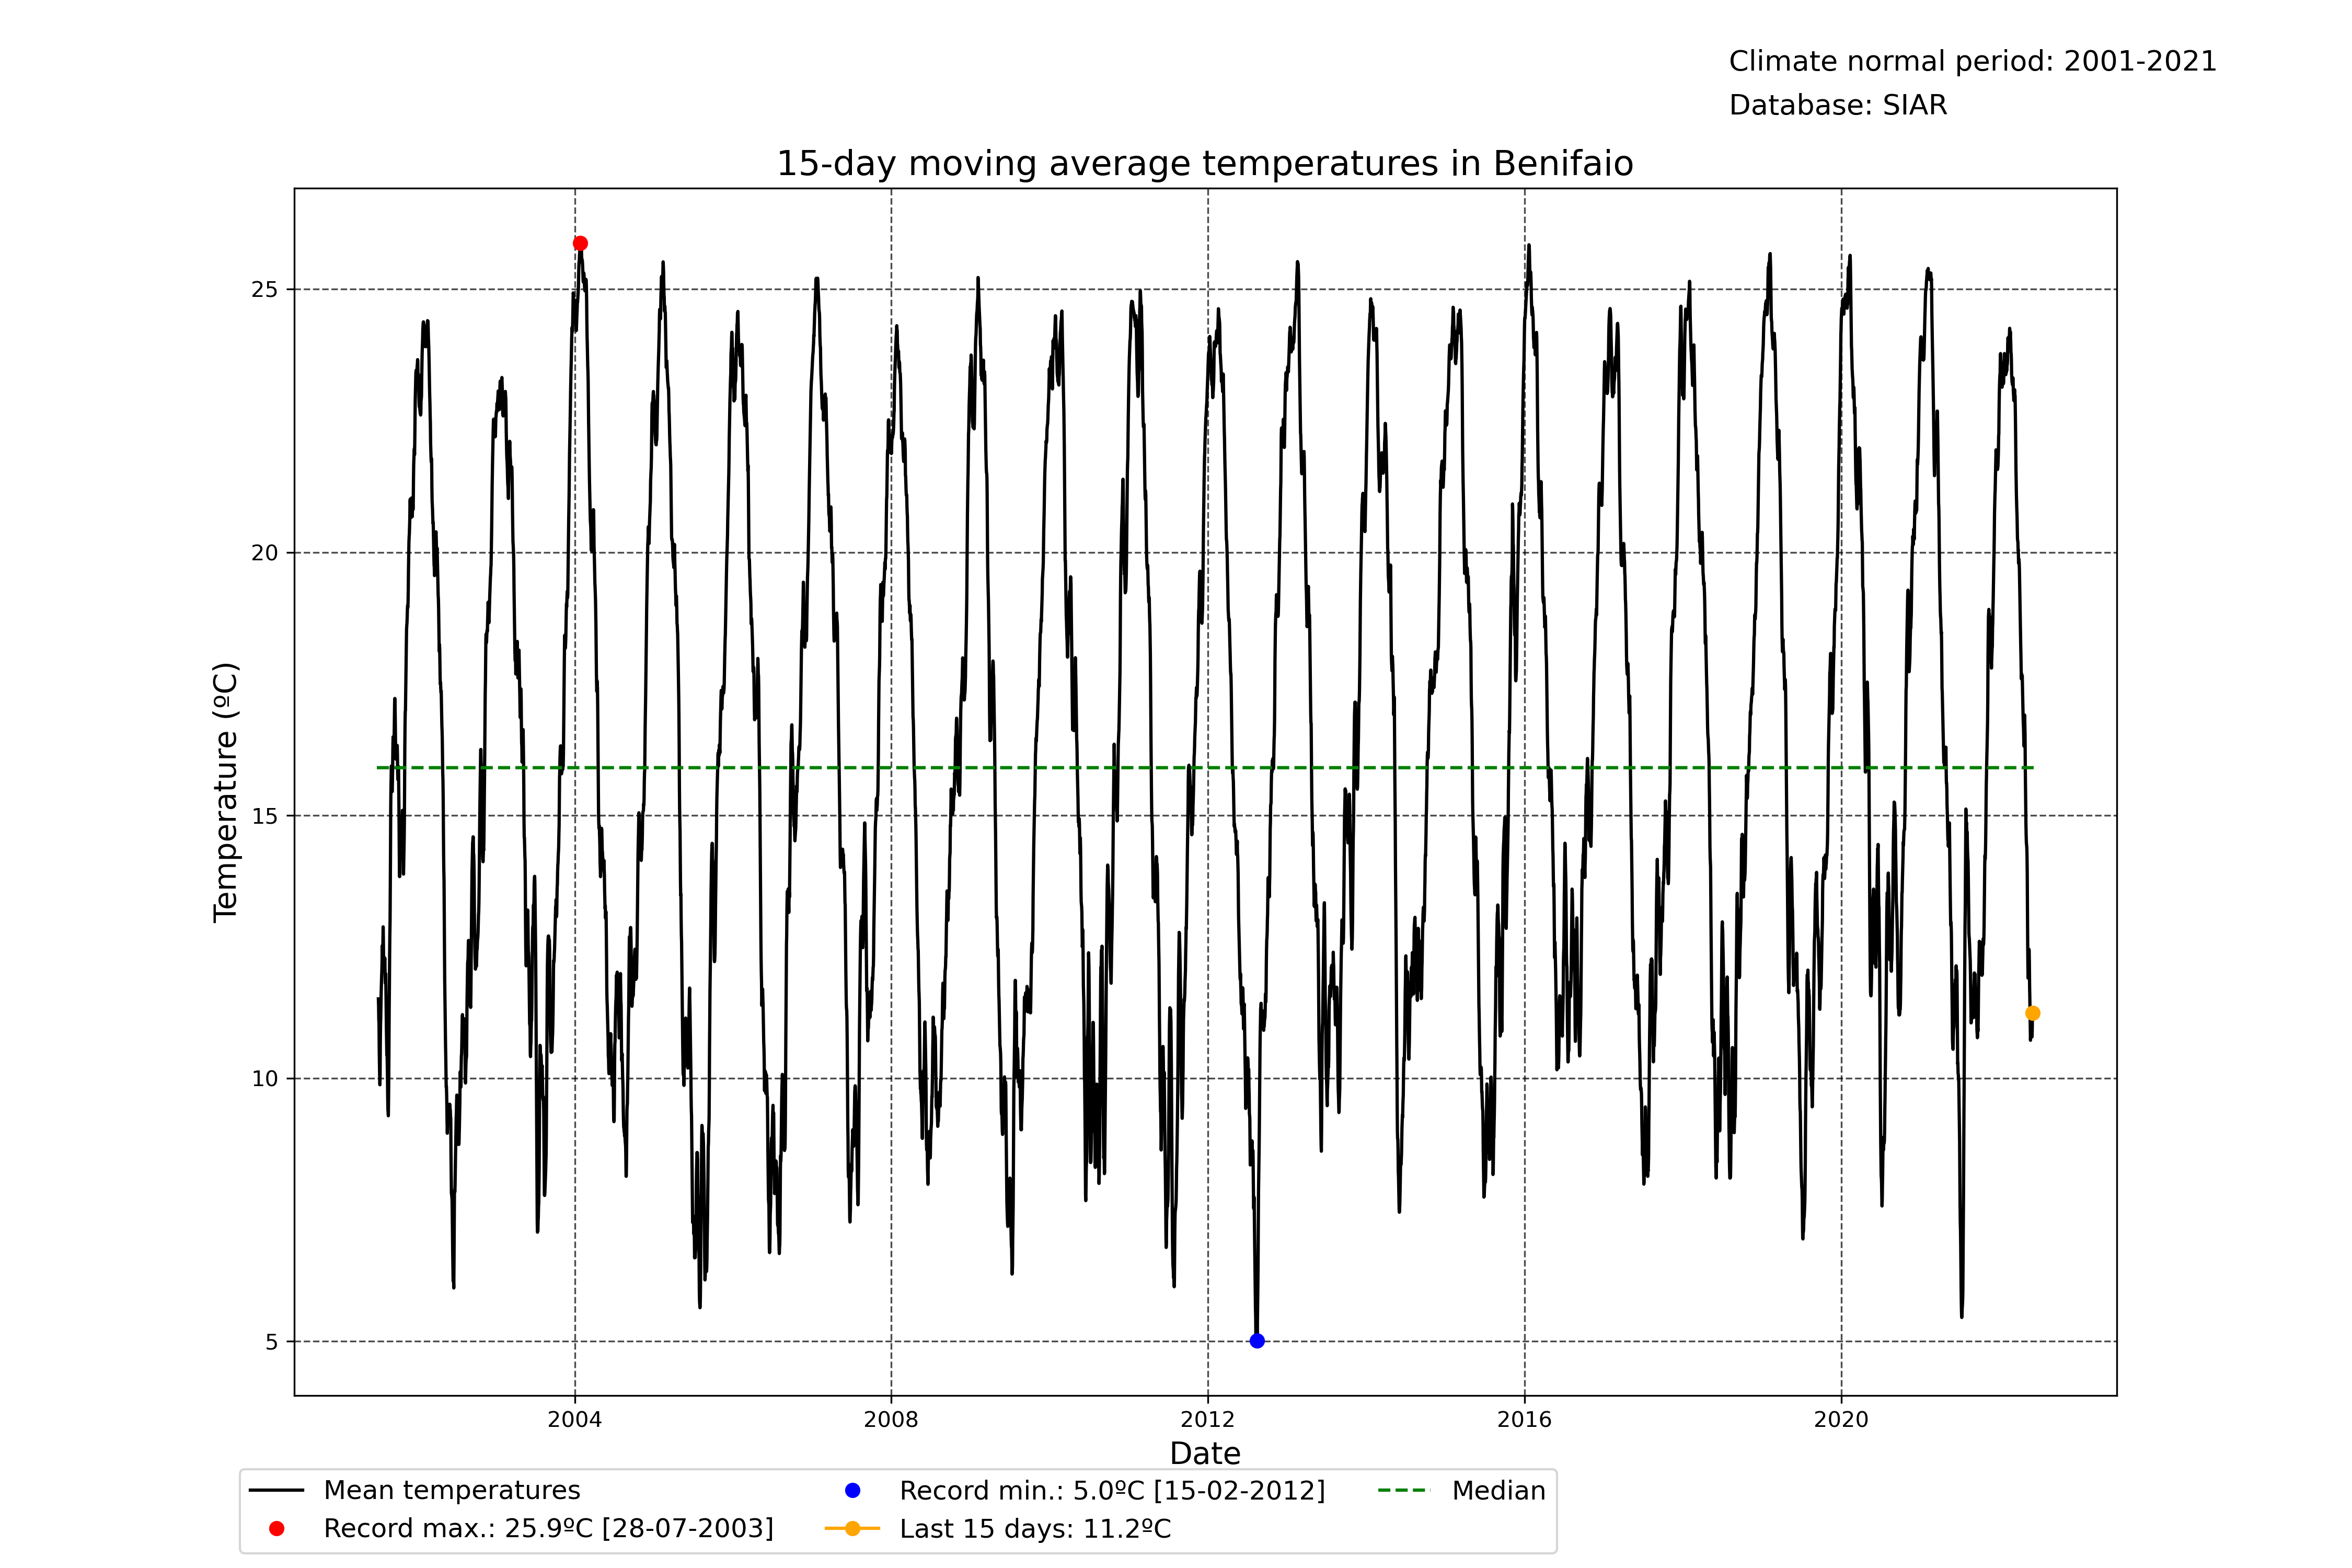 Climate normal period: 2001-2021
Database: SIAR
15-day moving average temperatures in Benifaio
Temperature (ºC)
25
20
15
10
5
2004
2008
2012
2016
2020
Date
Mean temperatures
Record max.: 25.9ºC [28-07-2003]
Record min.: 5.0ºC [15-02-2012]
Last 15 days: 11.2ºC
Median